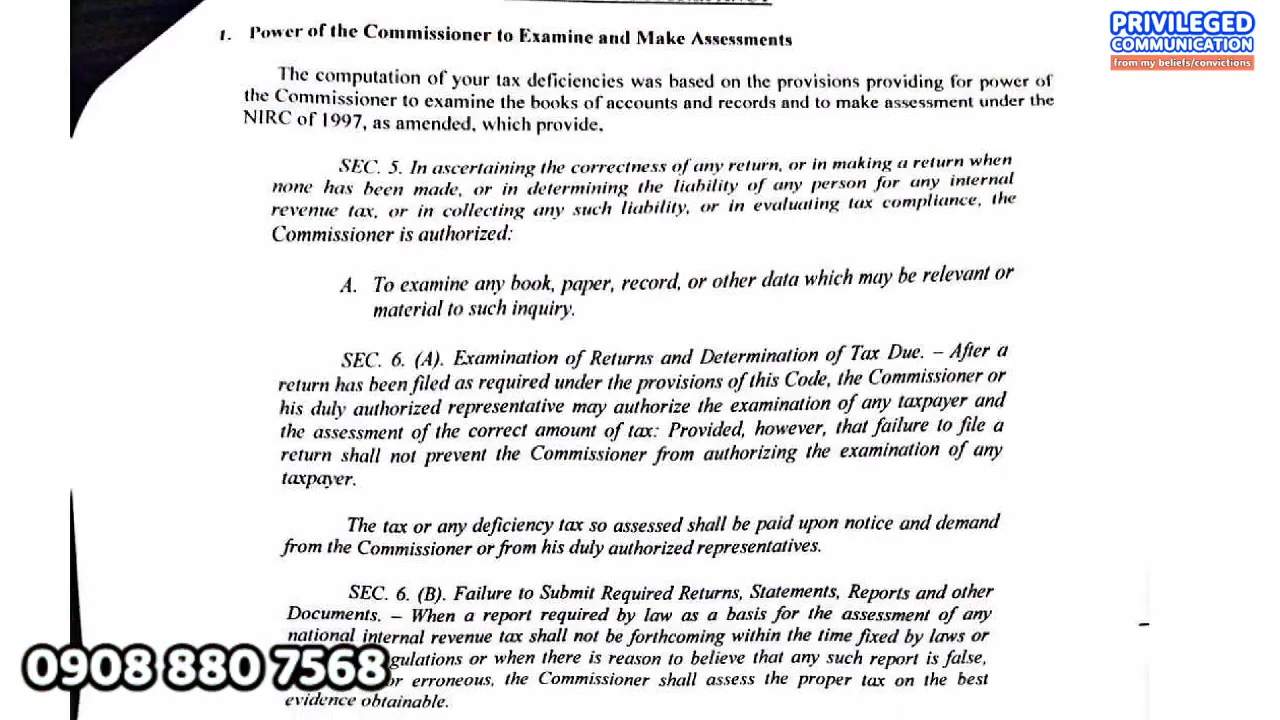 PRIVILEGED
COMMUNICATION
from my beliefs/convictions
1. Power of the Commissioner to Examine and Make Assessments
The computation of your tax deficiencies was based on the provisions providing for power of
the Commissioner to examine the books of accounts and records and to make assessment under the
NIRC of 1997, as amended, which provide,
SEC. 5. In ascertaining the correctness of any return, or in making a return when
none has been made, or in determining the liability of any person for any internal
revenue tax, or in collecting any such liability, or in evaluating tax compliance, the
Commissioner is authorized:
A. To examine any book, paper, record, or other data which may be relevant or
material to such inquiry.
SEC. 6. (A). Examination of Returns and Determination of Tax Due. – After a
return has been filed as required under the provisions of this Code, the Commissioner or
his duly authorized representative may authorize the examination of any taxpayer and
the assessment of the correct amount of tax: Provided, however, that failure to file a
return shall not prevent the Commissioner from authorizing the examination of any
taxpayer.
The tax or any deficiency tax so assessed shall be paid upon notice and demand
from the Commissioner or from his duly authorized representatives.
SEC. 6. (B). Failure to Submit Required Returns, Statements, Reports and other
Documents. – When a report required by law as a basis for the assessment of any
national internal revenue tax shall not be forthcoming within the time fixed by laws or
gulations or when there is reason to believe that any such report is false,
or erroneous, the Commissioner shall assess the proper tax on the best
evidence obtainable.
0908 880 7568